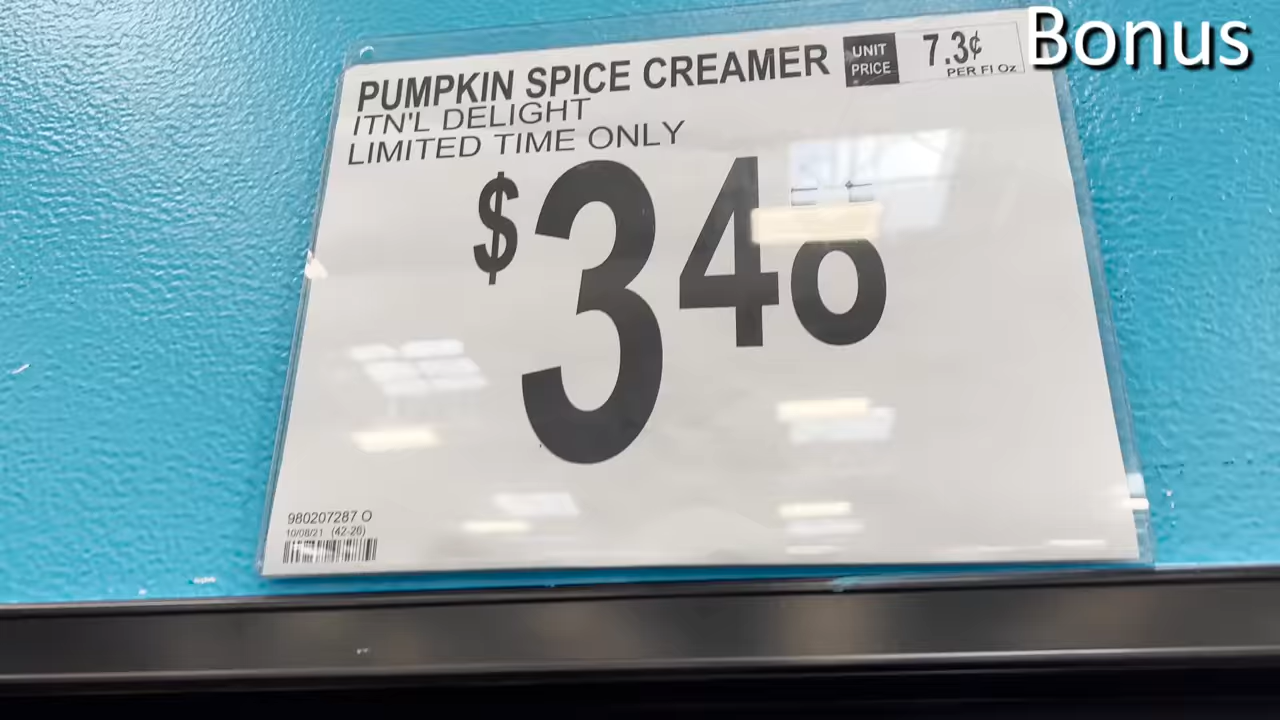 Bonus
PUMPKIN SPICE CREAMER
UNIT PRICE
7.3¢
PER Fl Oz
ITN'L DELIGHT
LIMITED TIME ONLY
$348
980207287 O
10/08/21 (42-26)